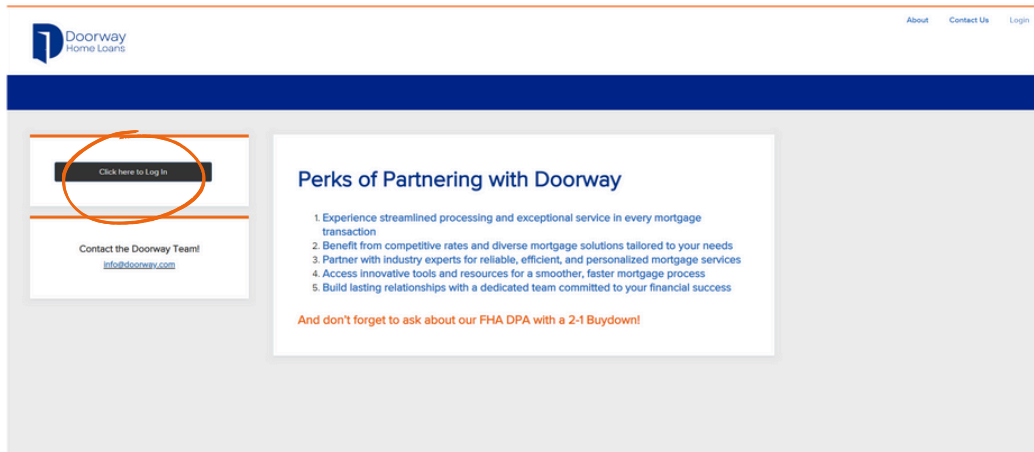 Doorway
Home Loans
About Contact Us Login
Click here to Log In
Contact the Doorway Team!
info@doorway.com
Perks of Partnering with Doorway
1. Experience streamlined processing and exceptional service in every mortgage
transaction
2. Benefit from competitive rates and diverse mortgage solutions tailored to your needs
3. Partner with industry experts for reliable, efficient, and personalized mortgage services
4. Access innovative tools and resources for a smoother, faster mortgage process
5. Build lasting relationships with a dedicated team committed to your financial success
And don't forget to ask about our FHA DPA with a 2-1 Buydown!